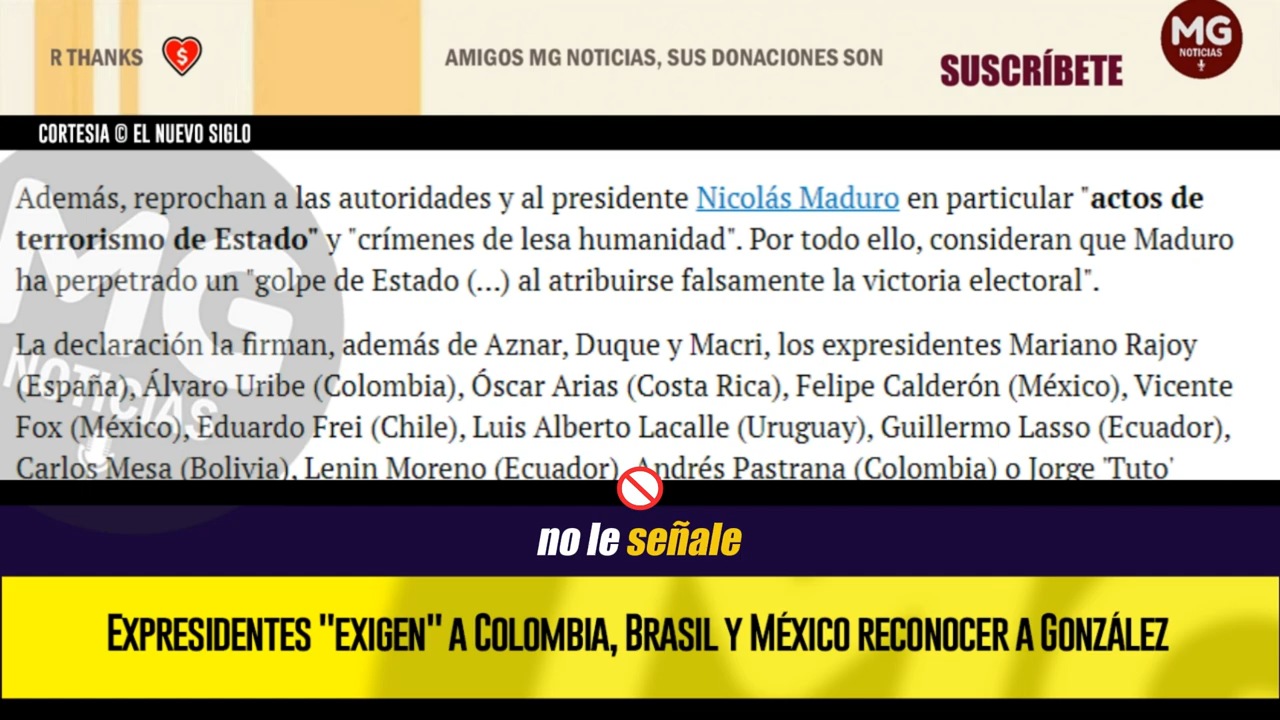 R THANKS
AMIGOS MG NOTICIAS, SUS DONACIONES SON
SUSCRÍBETE
MG
NOTICIAS
CORTESIA © EL NUEVO SIGLO
Además, reprochan a las autoridades y al presidente Nicolás Maduro en particular "actos de
terrorismo de Estado" y "crímenes de lesa humanidad". Por todo ello, consideran que Maduro
ha perpetrado un "golpe de Estado (...) al atribuirse falsamente la victoria electoral".
La declaración la firman, además de Aznar, Duque y Macri, los expresidentes Mariano Rajoy
(España), Álvaro Uribe (Colombia), Óscar Arias (Costa Rica), Felipe Calderón (México), Vicente
Fox (México), Eduardo Frei (Chile), Luis Alberto Lacalle (Uruguay), Guillermo Lasso (Ecuador),
Carlos Mesa (Bolivia), Lenin Moreno (Ecuador), Andrés Pastrana (Colombia) o Jorge 'Tuto'
MG
NOTICIAS
no le señale
EXPRESIDENTES "EXIGEN" A COLOMBIA, BRASIL Y MÉXICO RECONOCER A GONZÁLEZ